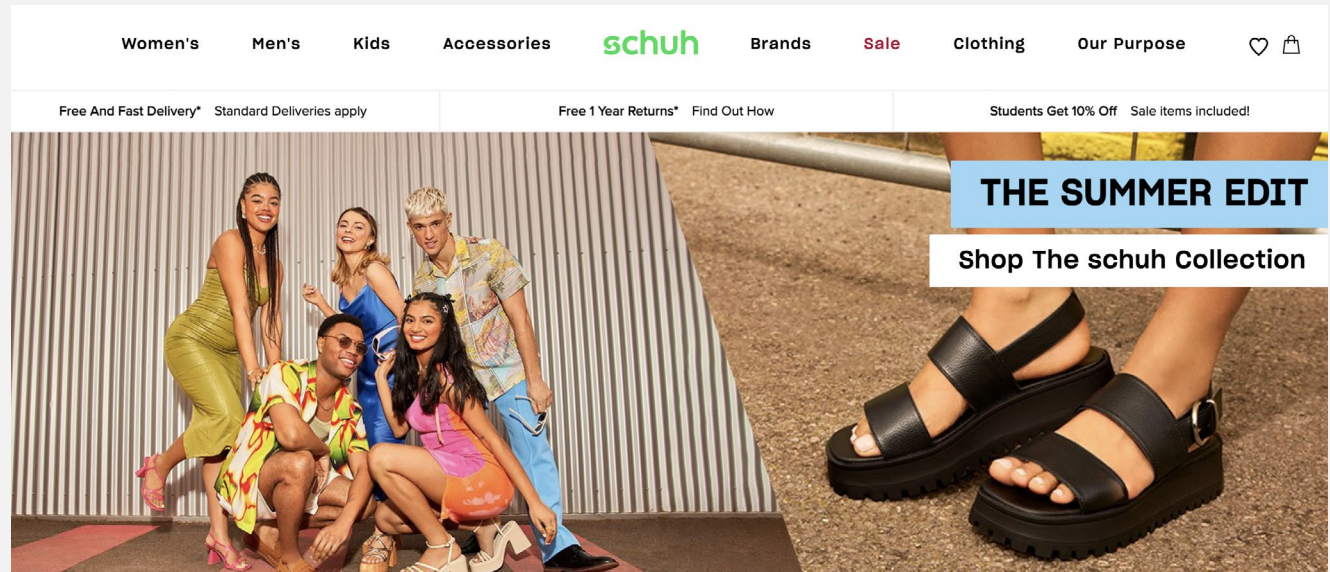 Women's Men's Kids Accessories schuh Brands Sale Clothing Our Purpose
Free And Fast Delivery* Standard Deliveries apply Free 1 Year Returns* Find Out How Students Get 10% Off Sale items included!
THE SUMMER EDIT
Shop The schuh Collection